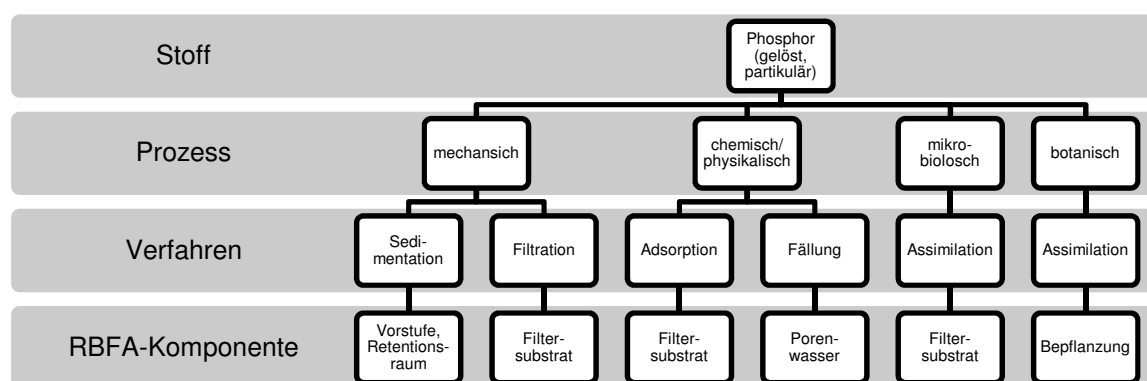 Stoff
Phosphor
(gelöst,
partikulär)
Prozess
mechansich
chemisch/
physikalisch
mikro-
biolosch
botanisch
Verfahren
Sedi-
mentation
Filtration
Adsorption
Fällung
Assimilation
Assimilation
RBFA-Komponente
Vorstufe,
Retentions-
raum
Filter-
substrat
Filter-
substrat
Poren-
wasser
Filter-
substrat
Bepflanzung